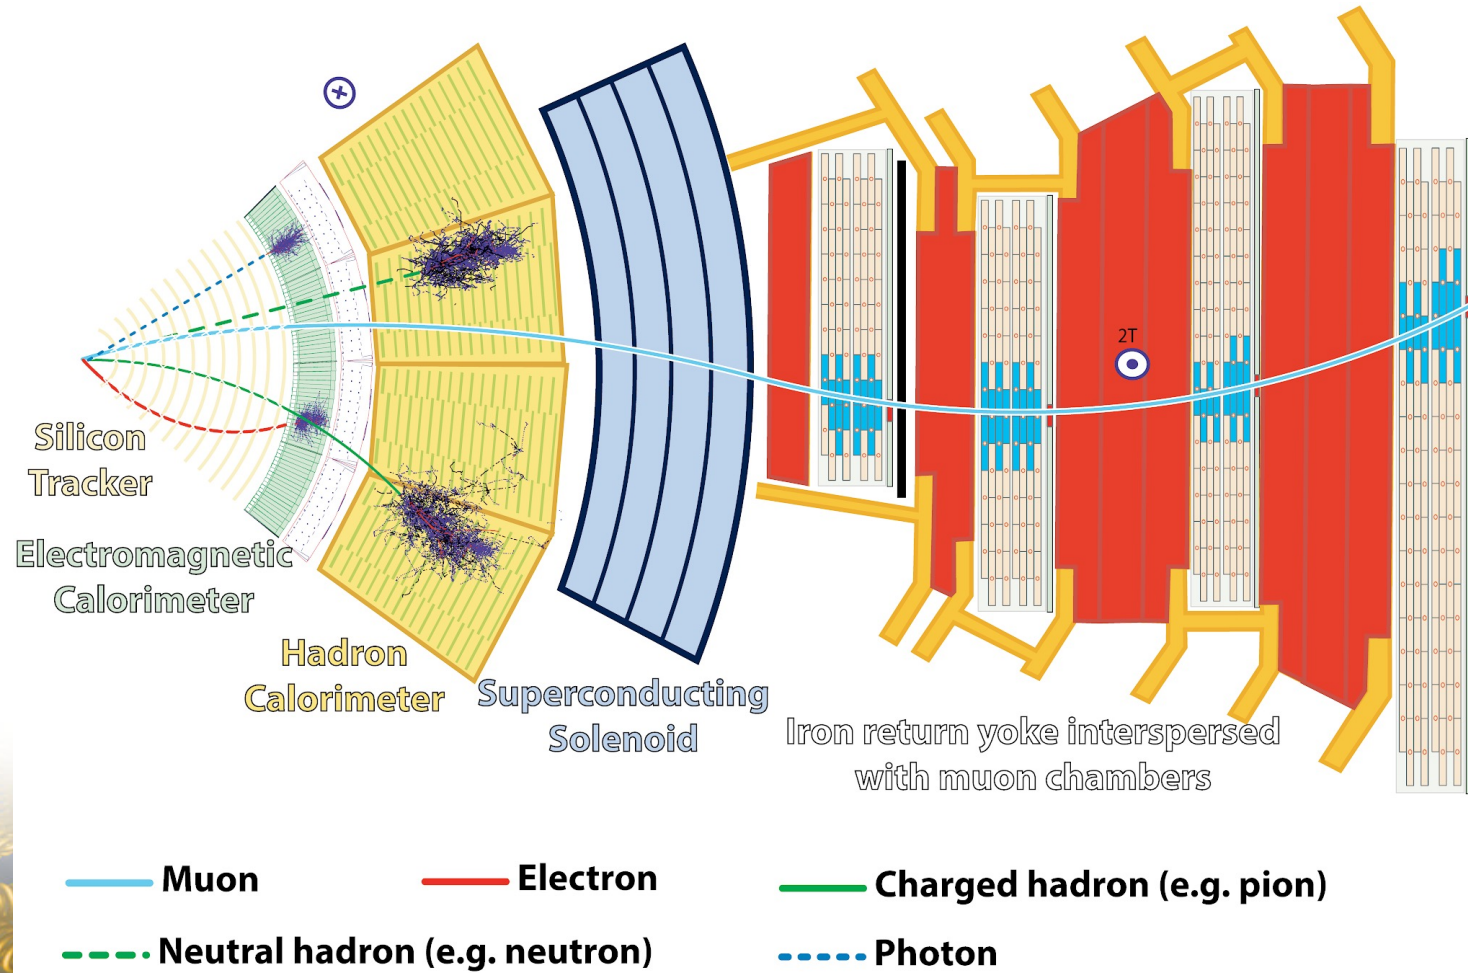 2T
Silicon
Tracker
Electromagnetic
Calorimeter
Hadron
Calorimeter
Superconducting
Solenoid
Iron return yoke interspersed
with muon chambers
Muon
Electron
Charged hadron (e.g. pion)
Neutral hadron (e.g. neutron)
Photon